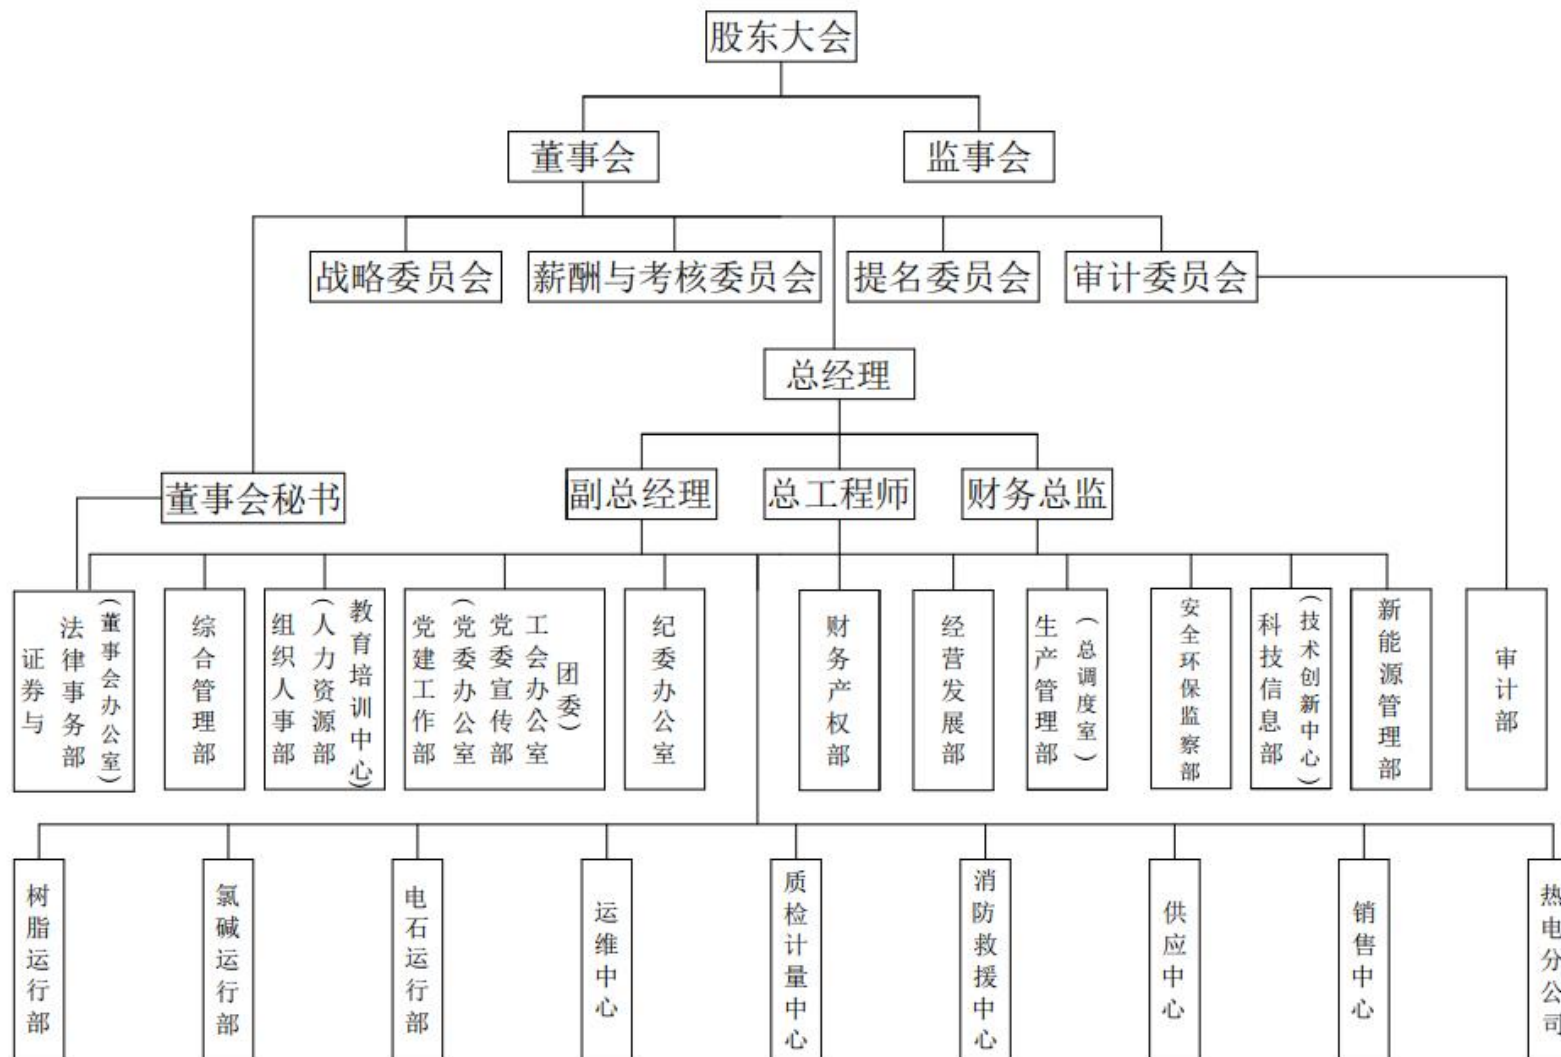 股东大会
董事会
监事会
战略委员会
薪酬与考核委员会
提名委员会
审计委员会
总经理
董事会秘书
副总经理
总工程师
财务总监
证券与
法律事务部
(董事会办公室)
综合管理部
组织人事部
(人力资源部
教育培训中心)
党建工作部
(党委办公室
党委宣传部
工会办公室
团委)
纪委办公室
财务产权部
经营发展部
生产管理部
(总调度室)
安全环保监察部
科技信息部
(技术创新中心)
新能源管理部
审计部
树脂运行部
氯碱运行部
电石运行部
运维中心
质检计量中心
消防救援中心
供应中心
销售中心
热电分公司